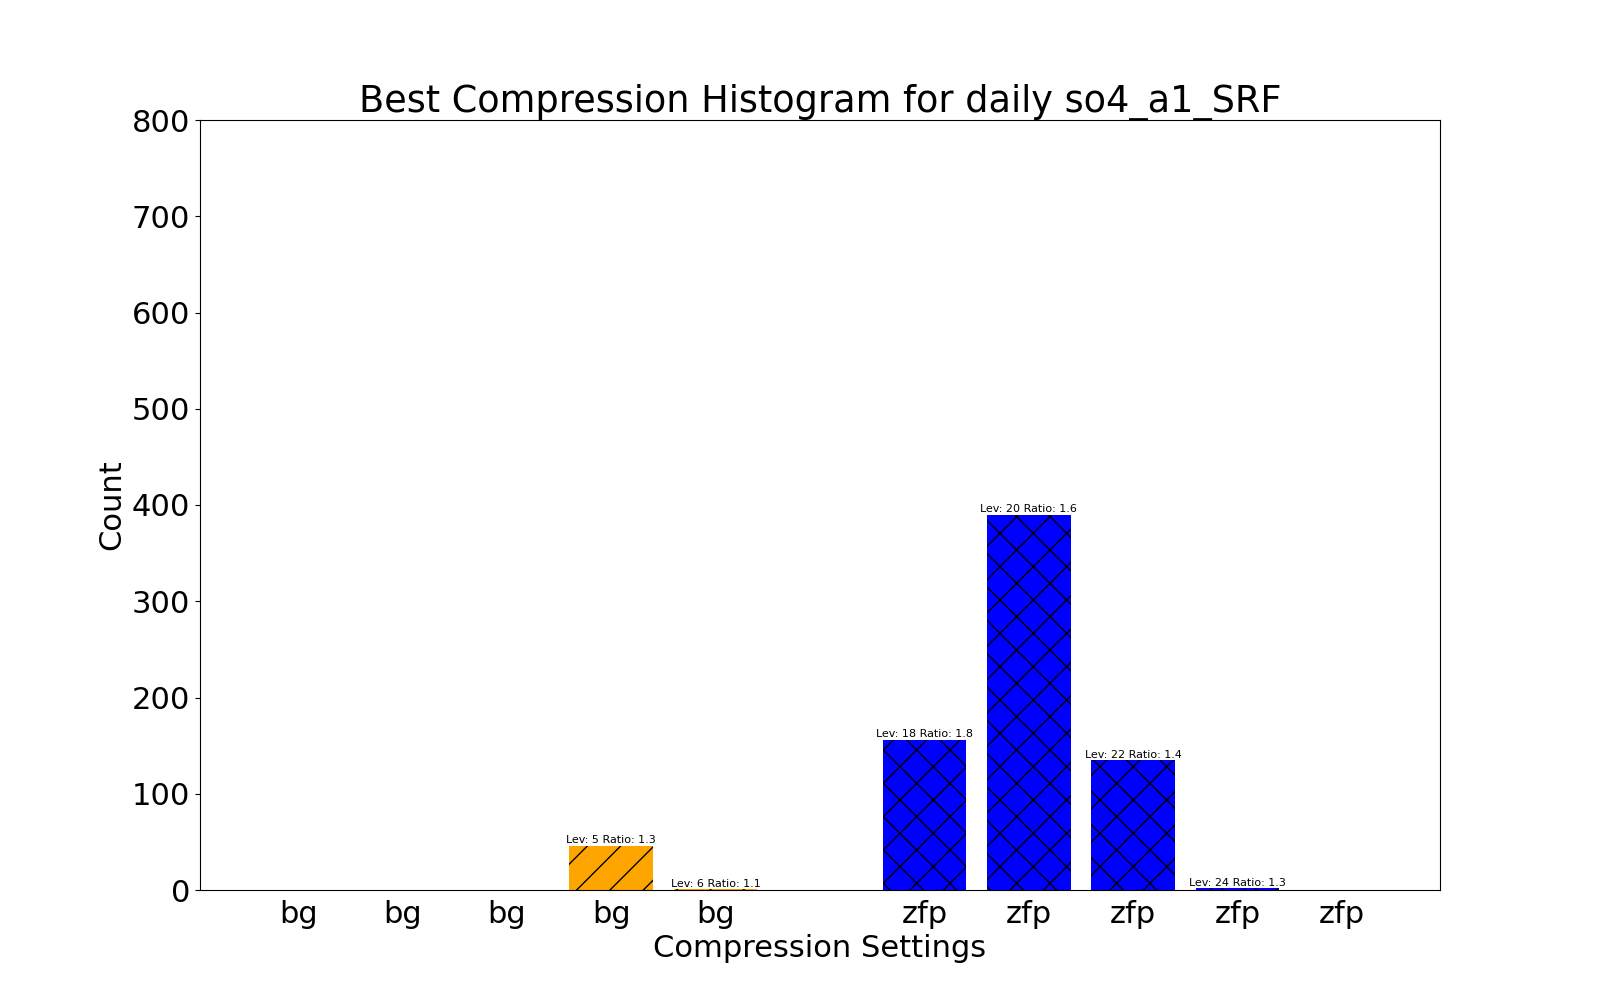 Best Compression Histogram for daily so4_a1_SRF
800
700
600
500
400
300
200
100
0
Count
Lev: 5 Ratio: 1.3
Lev: 6 Ratio: 1.1
Lev: 18 Ratio: 1.8
Lev: 20 Ratio: 1.6
Lev: 22 Ratio: 1.4
Lev: 24 Ratio: 1.3
bg bg bg bg bg zfp zfp zfp zfp zfp
Compression Settings